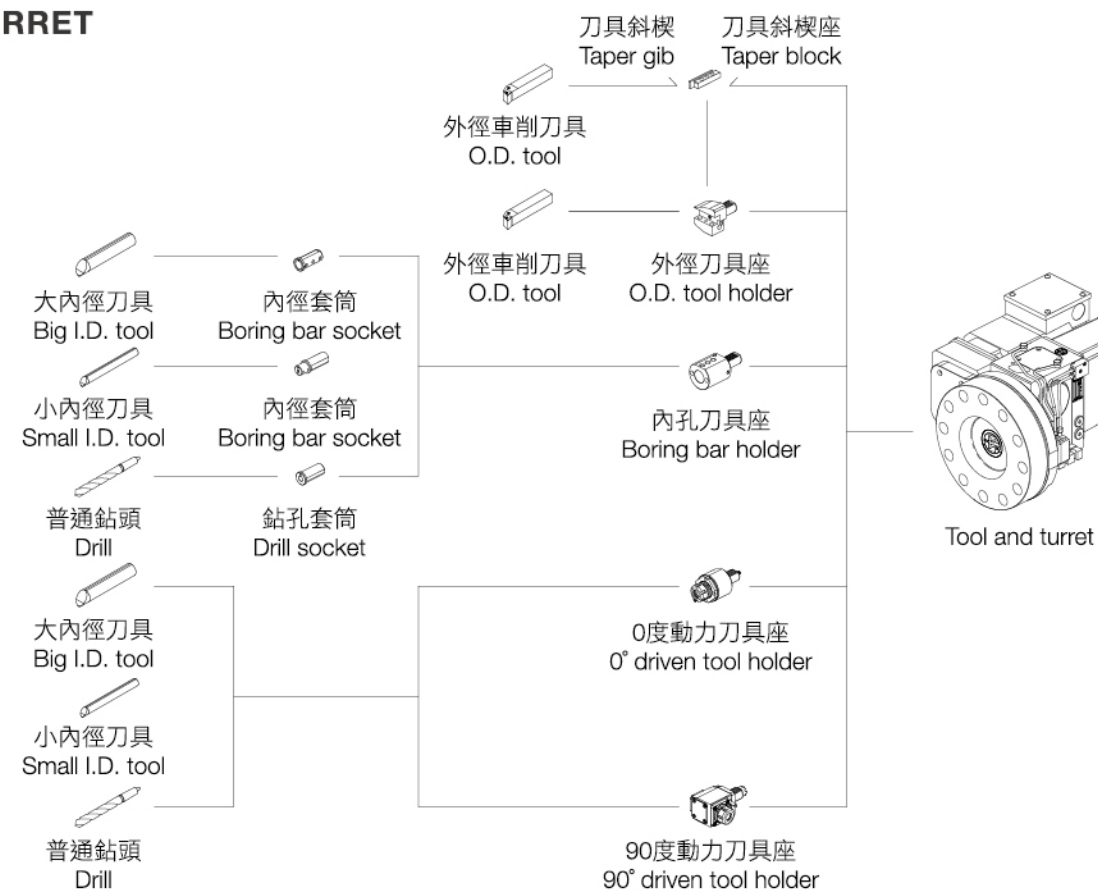 RRET
刀具斜楔
Taper gib
刀具斜楔座
Taper block
外徑車削刀具
O.D. tool
外徑車削刀具
O.D. tool
外徑刀具座
O.D. tool holder
大內徑刀具
Big I.D. tool
內徑套筒
Boring bar socket
小內徑刀具
Small I.D. tool
內徑套筒
Boring bar socket
內孔刀具座
Boring bar holder
普通鉆頭
Drill
鉆孔套筒
Drill socket
Tool and turret
大內徑刀具
Big I.D. tool
0度動力刀具座
0° driven tool holder
小內徑刀具
Small I.D. tool
普通鉆頭
Drill
90度動力刀具座
90° driven tool holder